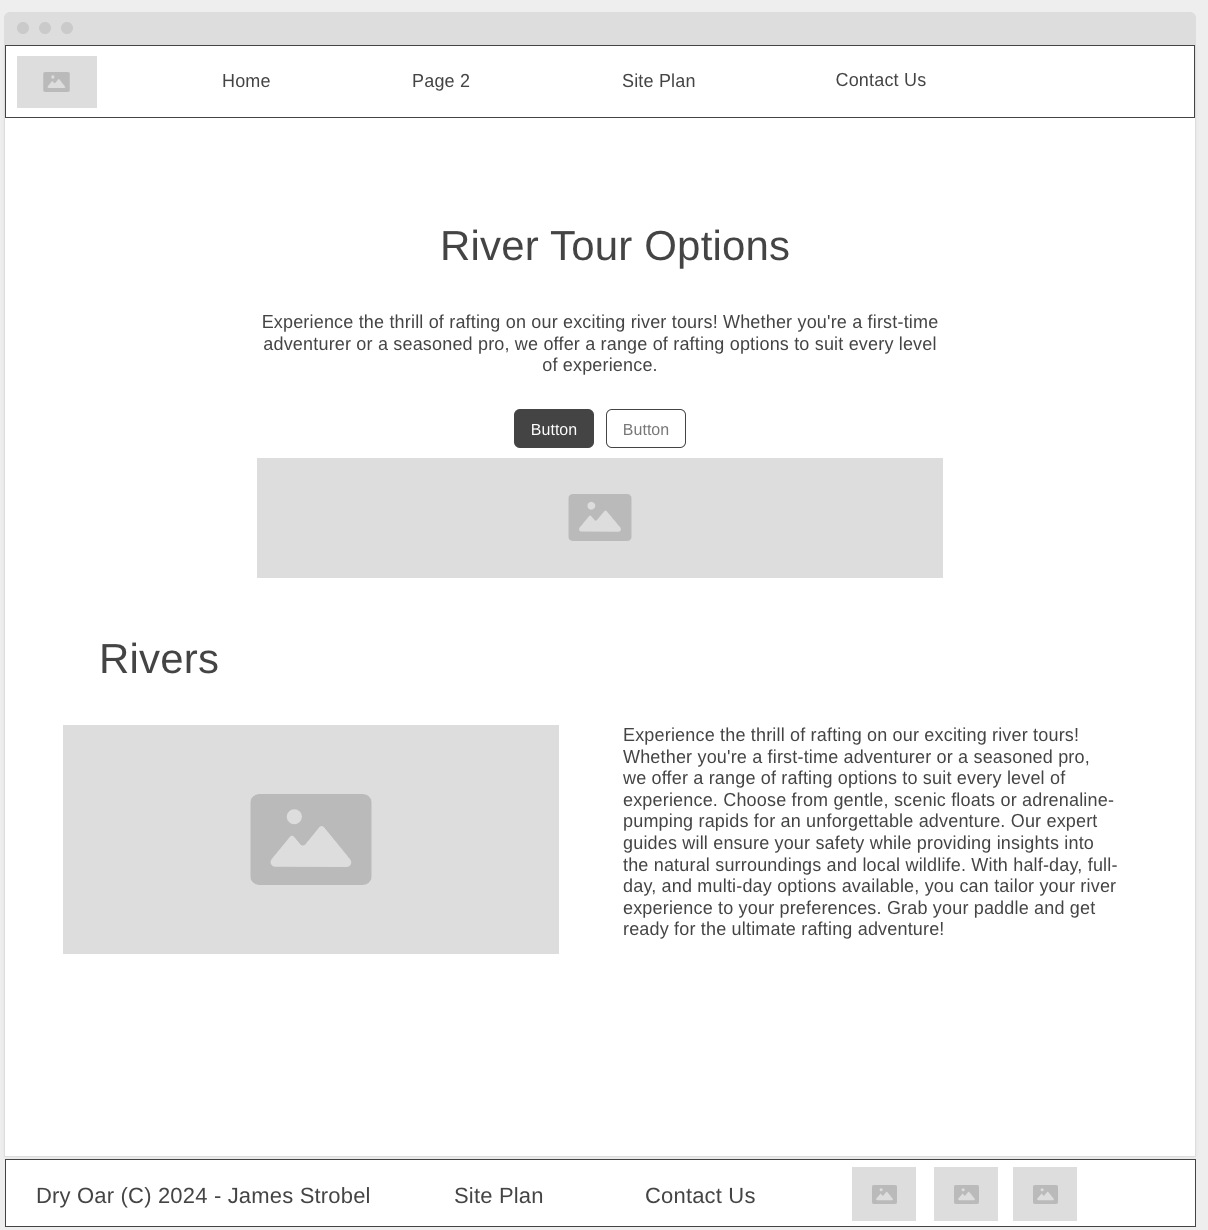 Home Page 2 Site Plan Contact Us
River Tour Options
Experience the thrill of rafting on our exciting river tours! Whether you're a first-time
adventurer or a seasoned pro, we offer a range of rafting options to suit every level
of experience.
Button Button
Rivers
Experience the thrill of rafting on our exciting river tours!
Whether you're a first-time adventurer or a seasoned pro,
we offer a range of rafting options to suit every level of
experience. Choose from gentle, scenic floats or adrenaline-
pumping rapids for an unforgettable adventure. Our expert
guides will ensure your safety while providing insights into
the natural surroundings and local wildlife. With half-day, full-
day, and multi-day options available, you can tailor your river
experience to your preferences. Grab your paddle and get
ready for the ultimate rafting adventure!
Dry Oar (C) 2024 - James Strobel Site Plan Contact Us